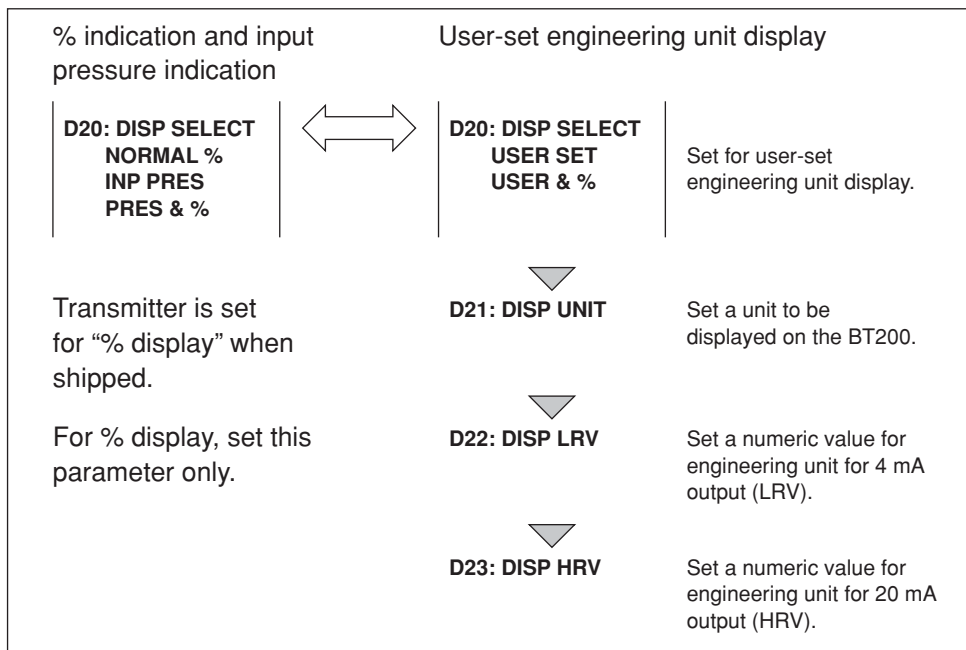 % indication and input
pressure indication
User-set engineering unit display
D20: DISP SELECT
NORMAL %
INP PRES
PRES & %
D20: DISP SELECT
USER SET
USER & %
Set for user-set
engineering unit display.
Transmitter is set
for “% display” when
shipped.
For % display, set this
parameter only.
D21: DISP UNIT
Set a unit to be
displayed on the BT200.
D22: DISP LRV
Set a numeric value for
engineering unit for 4 mA
output (LRV).
D23: DISP HRV
Set a numeric value for
engineering unit for 20 mA
output (HRV).